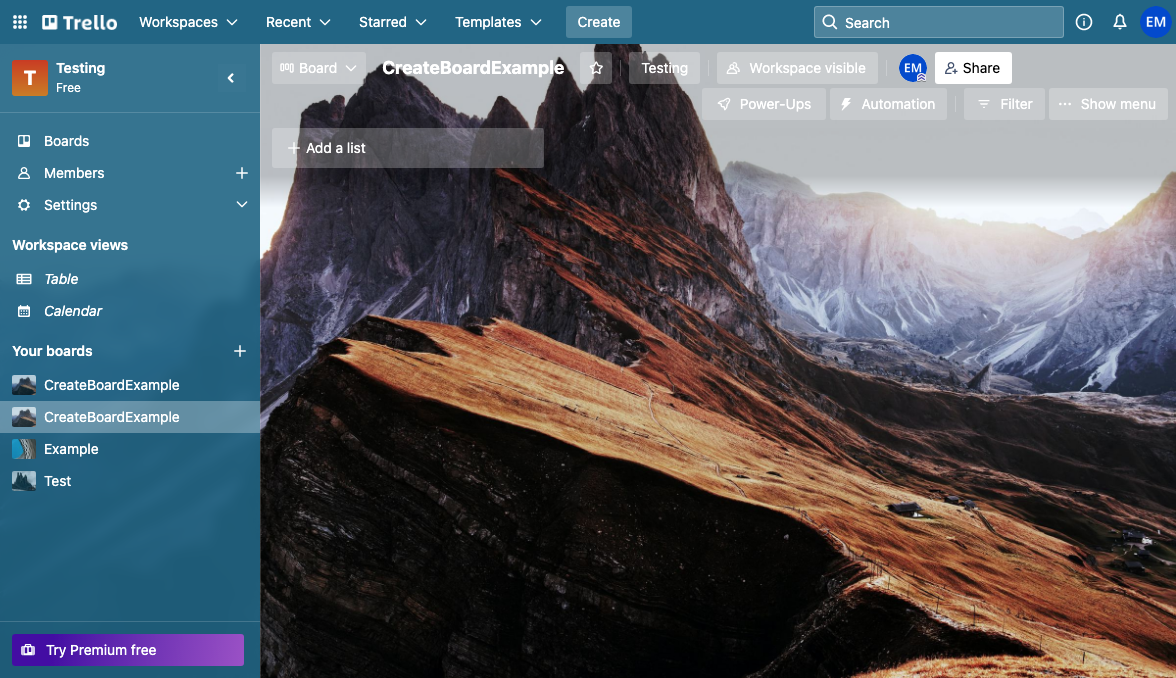 Trello Workspaces Recent Starred Templates Create Search EM
T Testing
Free
Board CreateBoardExample Testing Workspace visible EM Share
Power-Ups Automation Filter Show menu
Add a list
Boards
Members
Settings
Workspace views
Table
Calendar
Your boards
CreateBoardExample
CreateBoardExample
Example
Test
Try Premium free